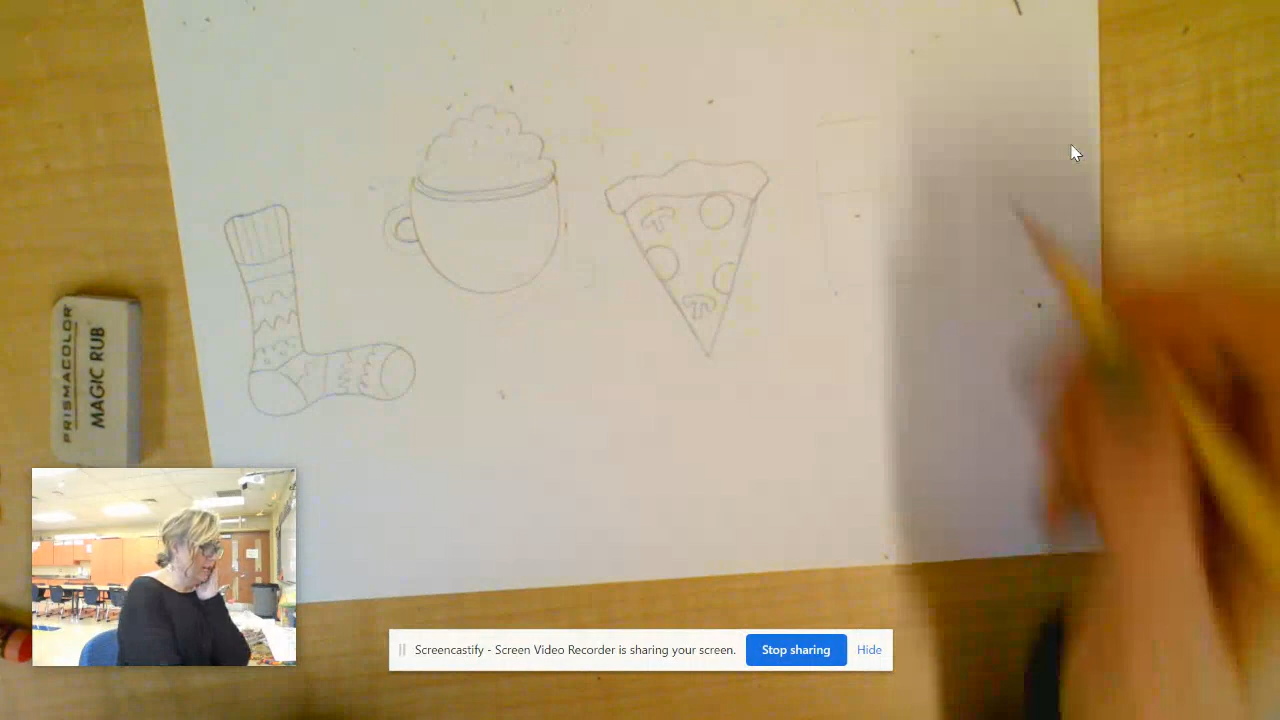 PRISMACOLOR
MAGIC RUB
Screencastify - Screen Video Recorder is sharing your screen.
Stop sharing
Hide